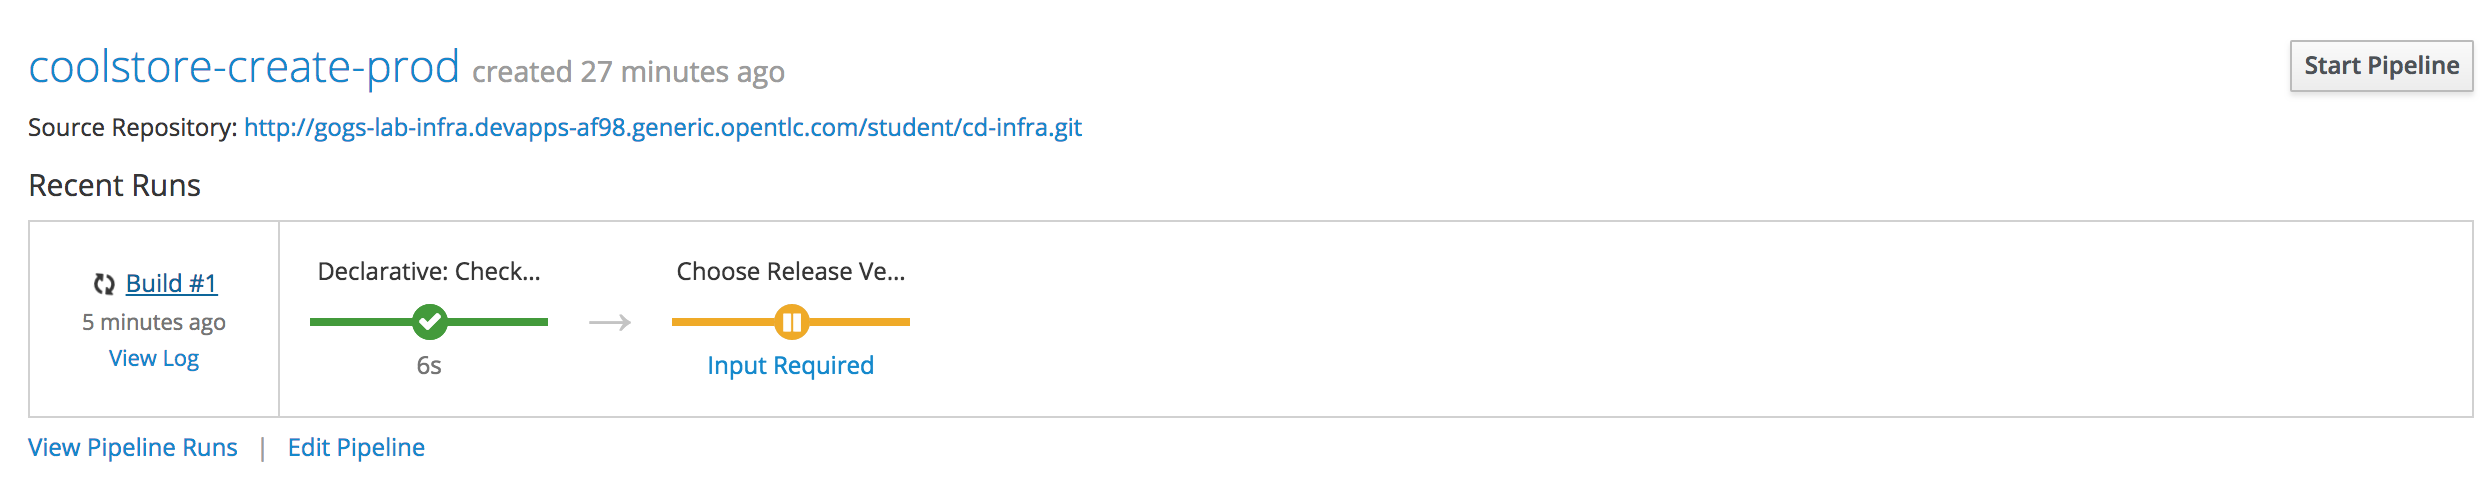 coolstore-create-prod created 27 minutes ago
Start Pipeline
Source Repository: http://gogs-lab-infra.devapps-af98.generic.opentlc.com/student/cd-infra.git
Recent Runs
Build #1
5 minutes ago
View Log
Declarative: Check...
6s
Choose Release Ve...
Input Required
View Pipeline Runs | Edit Pipeline